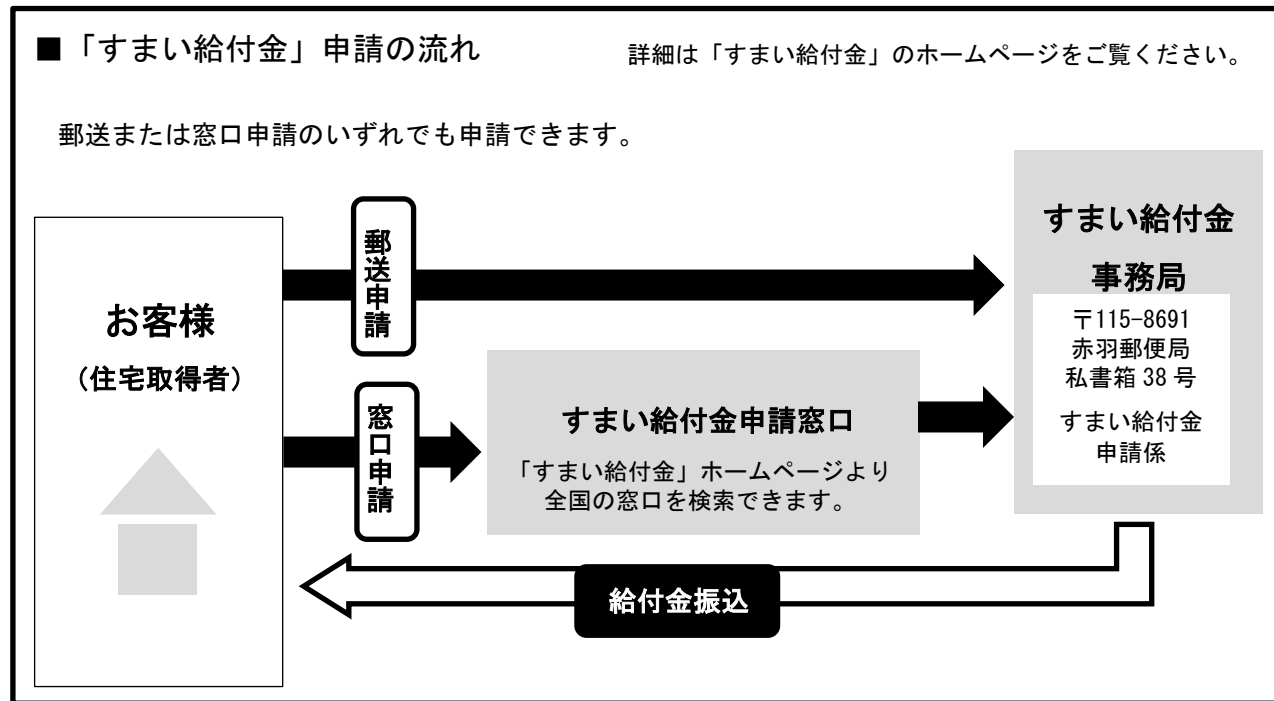 ■「すまい給付金」申請の流れ
詳細は「すまい給付金」のホームページをご覧ください。
郵送または窓口申請のいずれでも申請できます。
お客様
（住宅取得者）
郵送申請
窓口申請
すまい給付金申請窓口
「すまい給付金」ホームページより
全国の窓口を検索できます。
すまい給付金
事務局
〒115-8691
赤羽郵便局
私書箱 38 号
すまい給付金
申請係
給付金振込